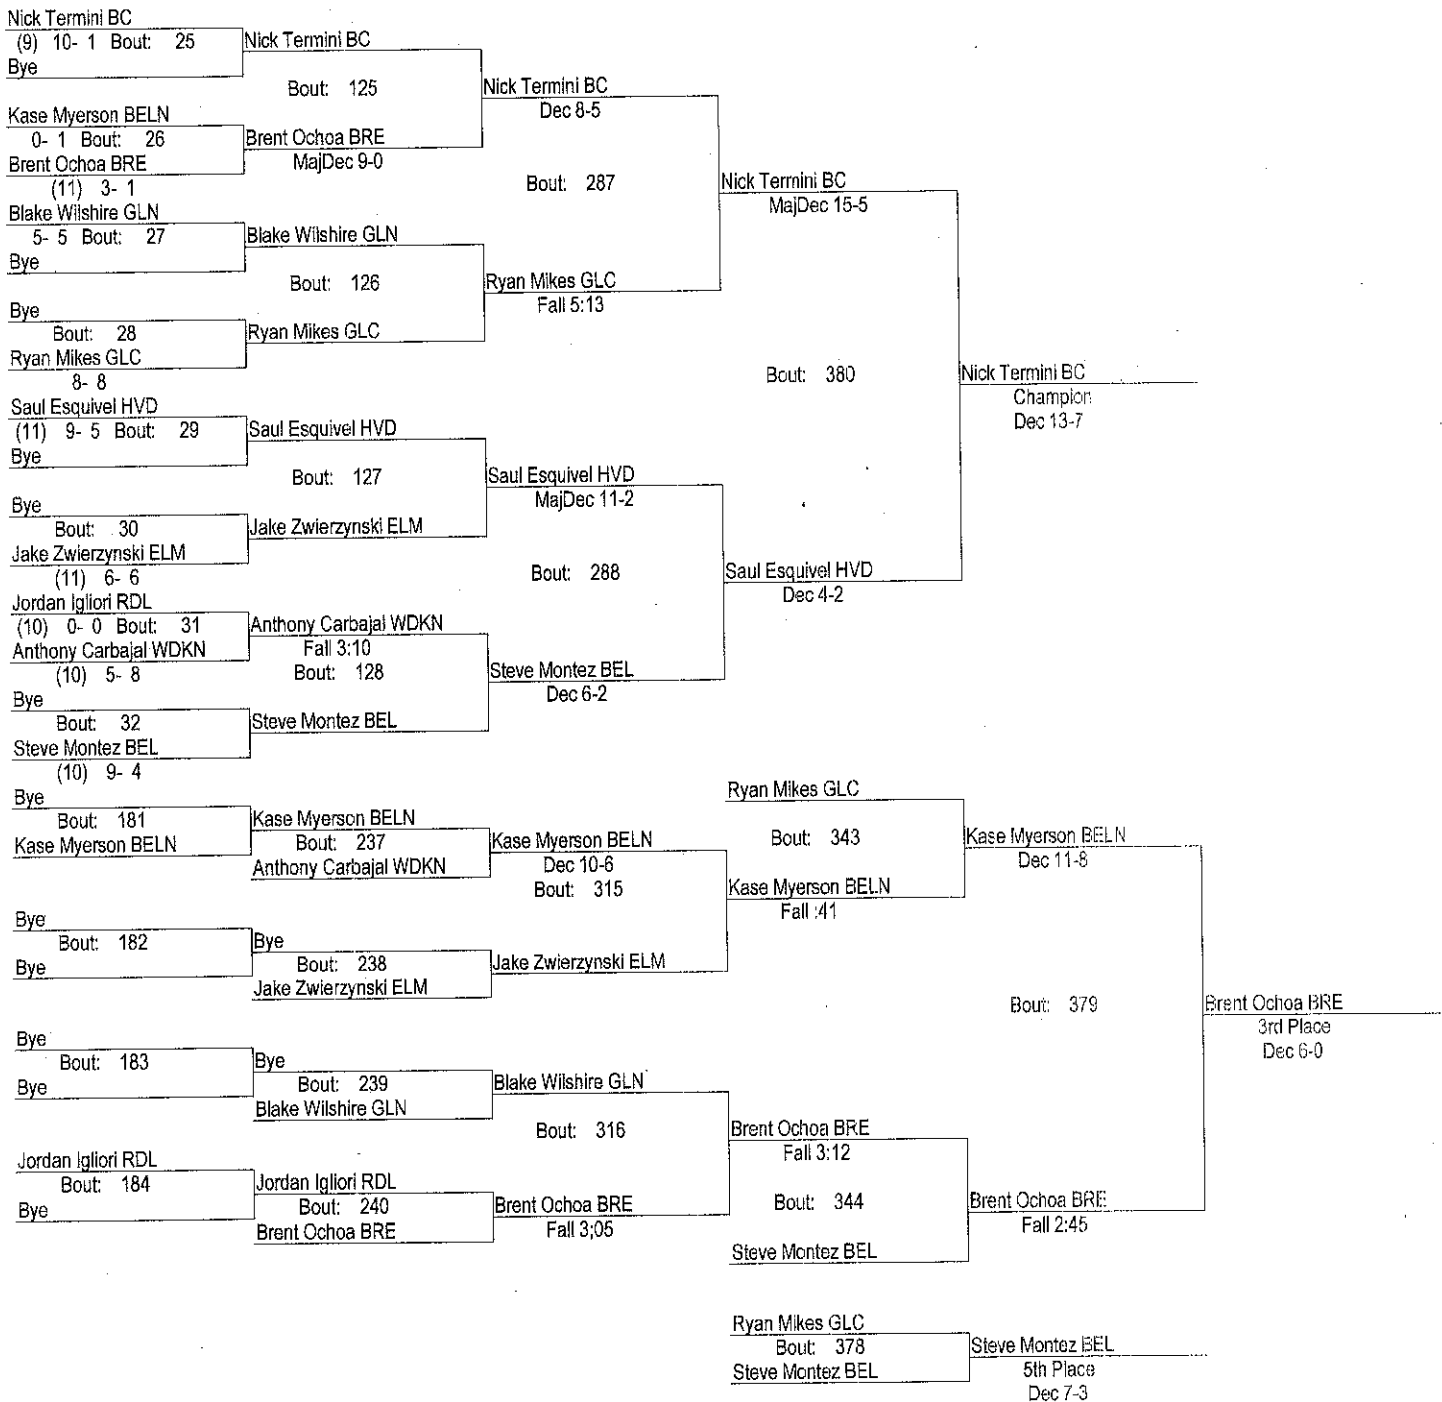 Nick Termini BC
(9) 10- 1 Bout: 25
Bye
Nick Termini BC
Bout: 125
Kase Myerson BELN
0- 1 Bout: 26
Brent Ochoa BRE
(11) 3- 1
Brent Ochoa BRE
MajDec 9-0
Nick Termini BC
Dec 8-5
Bout: 287
Blake Wilshire GLN
5- 5 Bout: 27
Bye
Blake Wilshire GLN
Bout: 126
Bye
Bout: 28
Ryan Mikes GLC
8- 8
Ryan Mikes GLC
Ryan Mikes GLC
Fall 5:13
Nick Termini BC
MajDec 15-5
Bout: 380
Nick Termini BC
Champion
Dec 13-7
Saul Esquivel HVD
(11) 9- 5 Bout: 29
Bye
Saul Esquivel HVD
Bout: 127
Bye
Bout: 30
Jake Zwierzynski ELM
(11) 6- 6
Jake Zwierzynski ELM
Saul Esquivel HVD
MajDec 11-2
Bout: 288
Saul Esquivel HVD
Dec 4-2
Jordan Igliori RDL
(10) 0- 0 Bout: 31
Anthony Carbajal WDKN
(10) 5- 8
Anthony Carbajal WDKN
Fall 3:10
Bout: 128
Bye
Bout: 32
Steve Montez BEL
(10) 9- 4
Steve Montez BEL
Steve Montez BEL
Dec 6-2
Bye
Bout: 181
Kase Myerson BELN
Kase Myerson BELN
Bout: 237
Anthony Carbajal WDKN
Kase Myerson BELN
Dec 10-6
Bout: 315
Bye
Bout: 182
Bye
Bye
Bout: 238
Jake Zwierzynski ELM
Jake Zwierzynski ELM
Ryan Mikes GLC
Bout: 343
Kase Myerson BELN
Fall :41
Kase Myerson BELN
Dec 11-8
Bout: 379
Brent Ochoa BRE
3rd Place
Dec 6-0
Bye
Bout: 183
Bye
Bye
Bout: 239
Blake Wilshire GLN
Blake Wilshire GLN
Bout: 316
Jordan Igliori RDL
Bout: 184
Bye
Jordan Igliori RDL
Bout: 240
Brent Ochoa BRE
Brent Ochoa BRE
Fall 3;05
Brent Ochoa BRE
Fall 3:12
Bout: 344
Steve Montez BEL
Brent Ochoa BRE
Fall 2:45
Ryan Mikes GLC
Bout: 378
Steve Montez BEL
Steve Montez BEL
5th Place
Dec 7-3